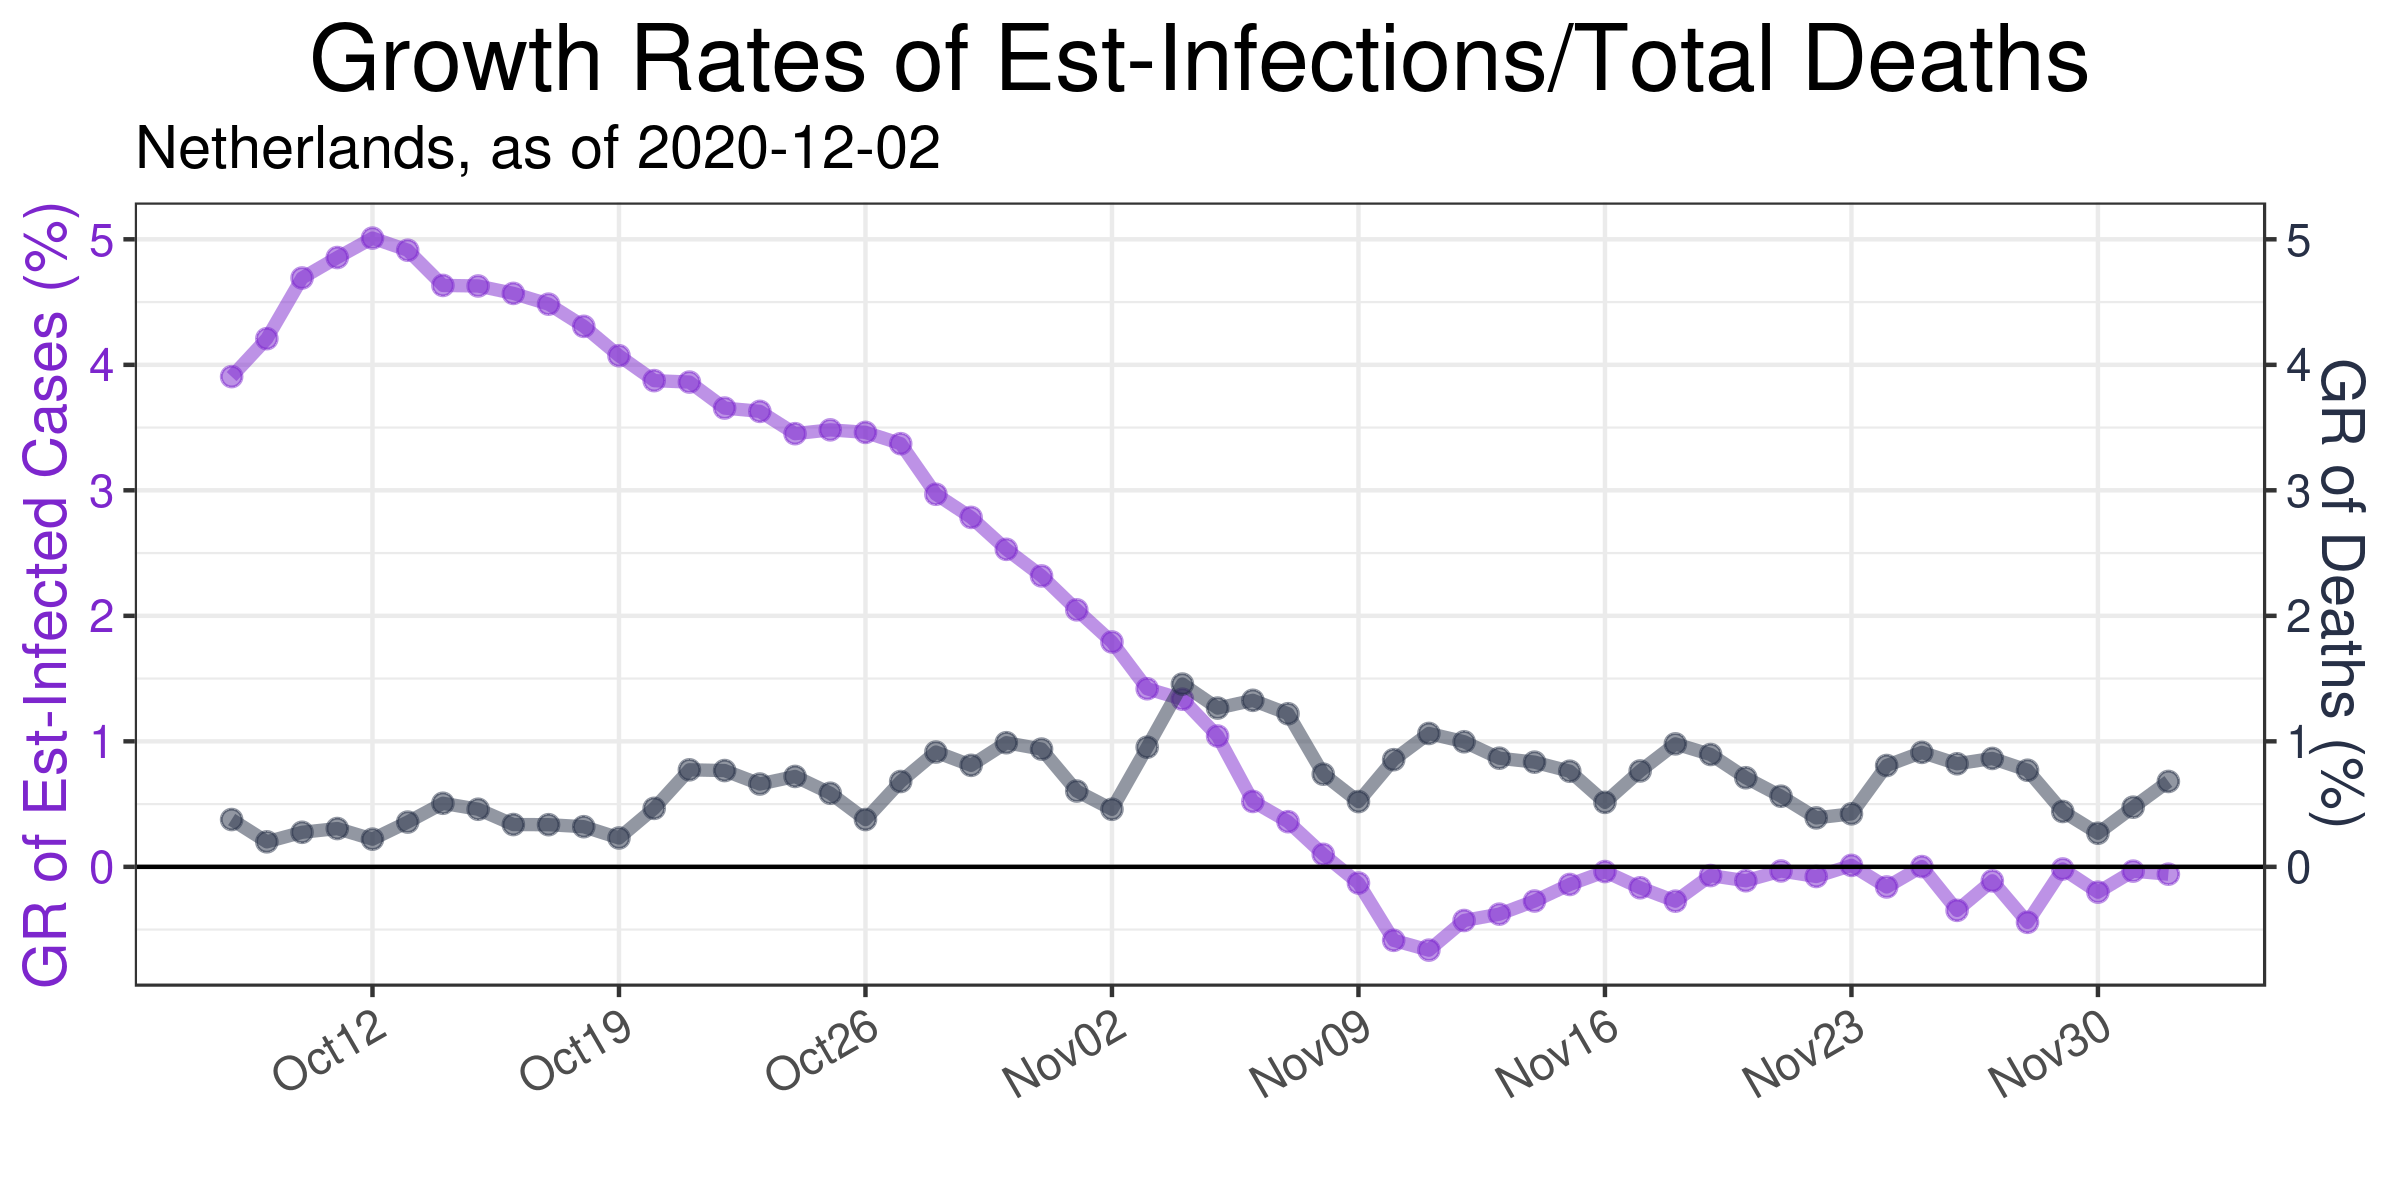 Growth Rates of Est-Infections/Total Deaths
Netherlands, as of 2020-12-02
GR of Est-Infected Cases (%)
5
4
3
2
1
0
5
4
3
2
1
0
GR of Deaths (%)
Oct12
Oct19
Oct26
Nov02
Nov09
Nov16
Nov23
Nov30